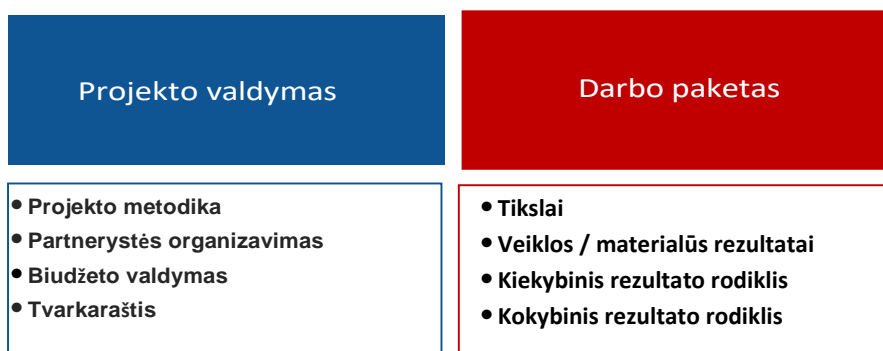 Projekto valdymas
Projekto metodika
Partnerystės organizavimas
Biudžeto valdymas
Tvarkaraštis
Darbo paketas
Tikslai
Veiklos / materialūs rezultatai
Kiekybinis rezultato rodiklis
Kokybinis rezultato rodiklis